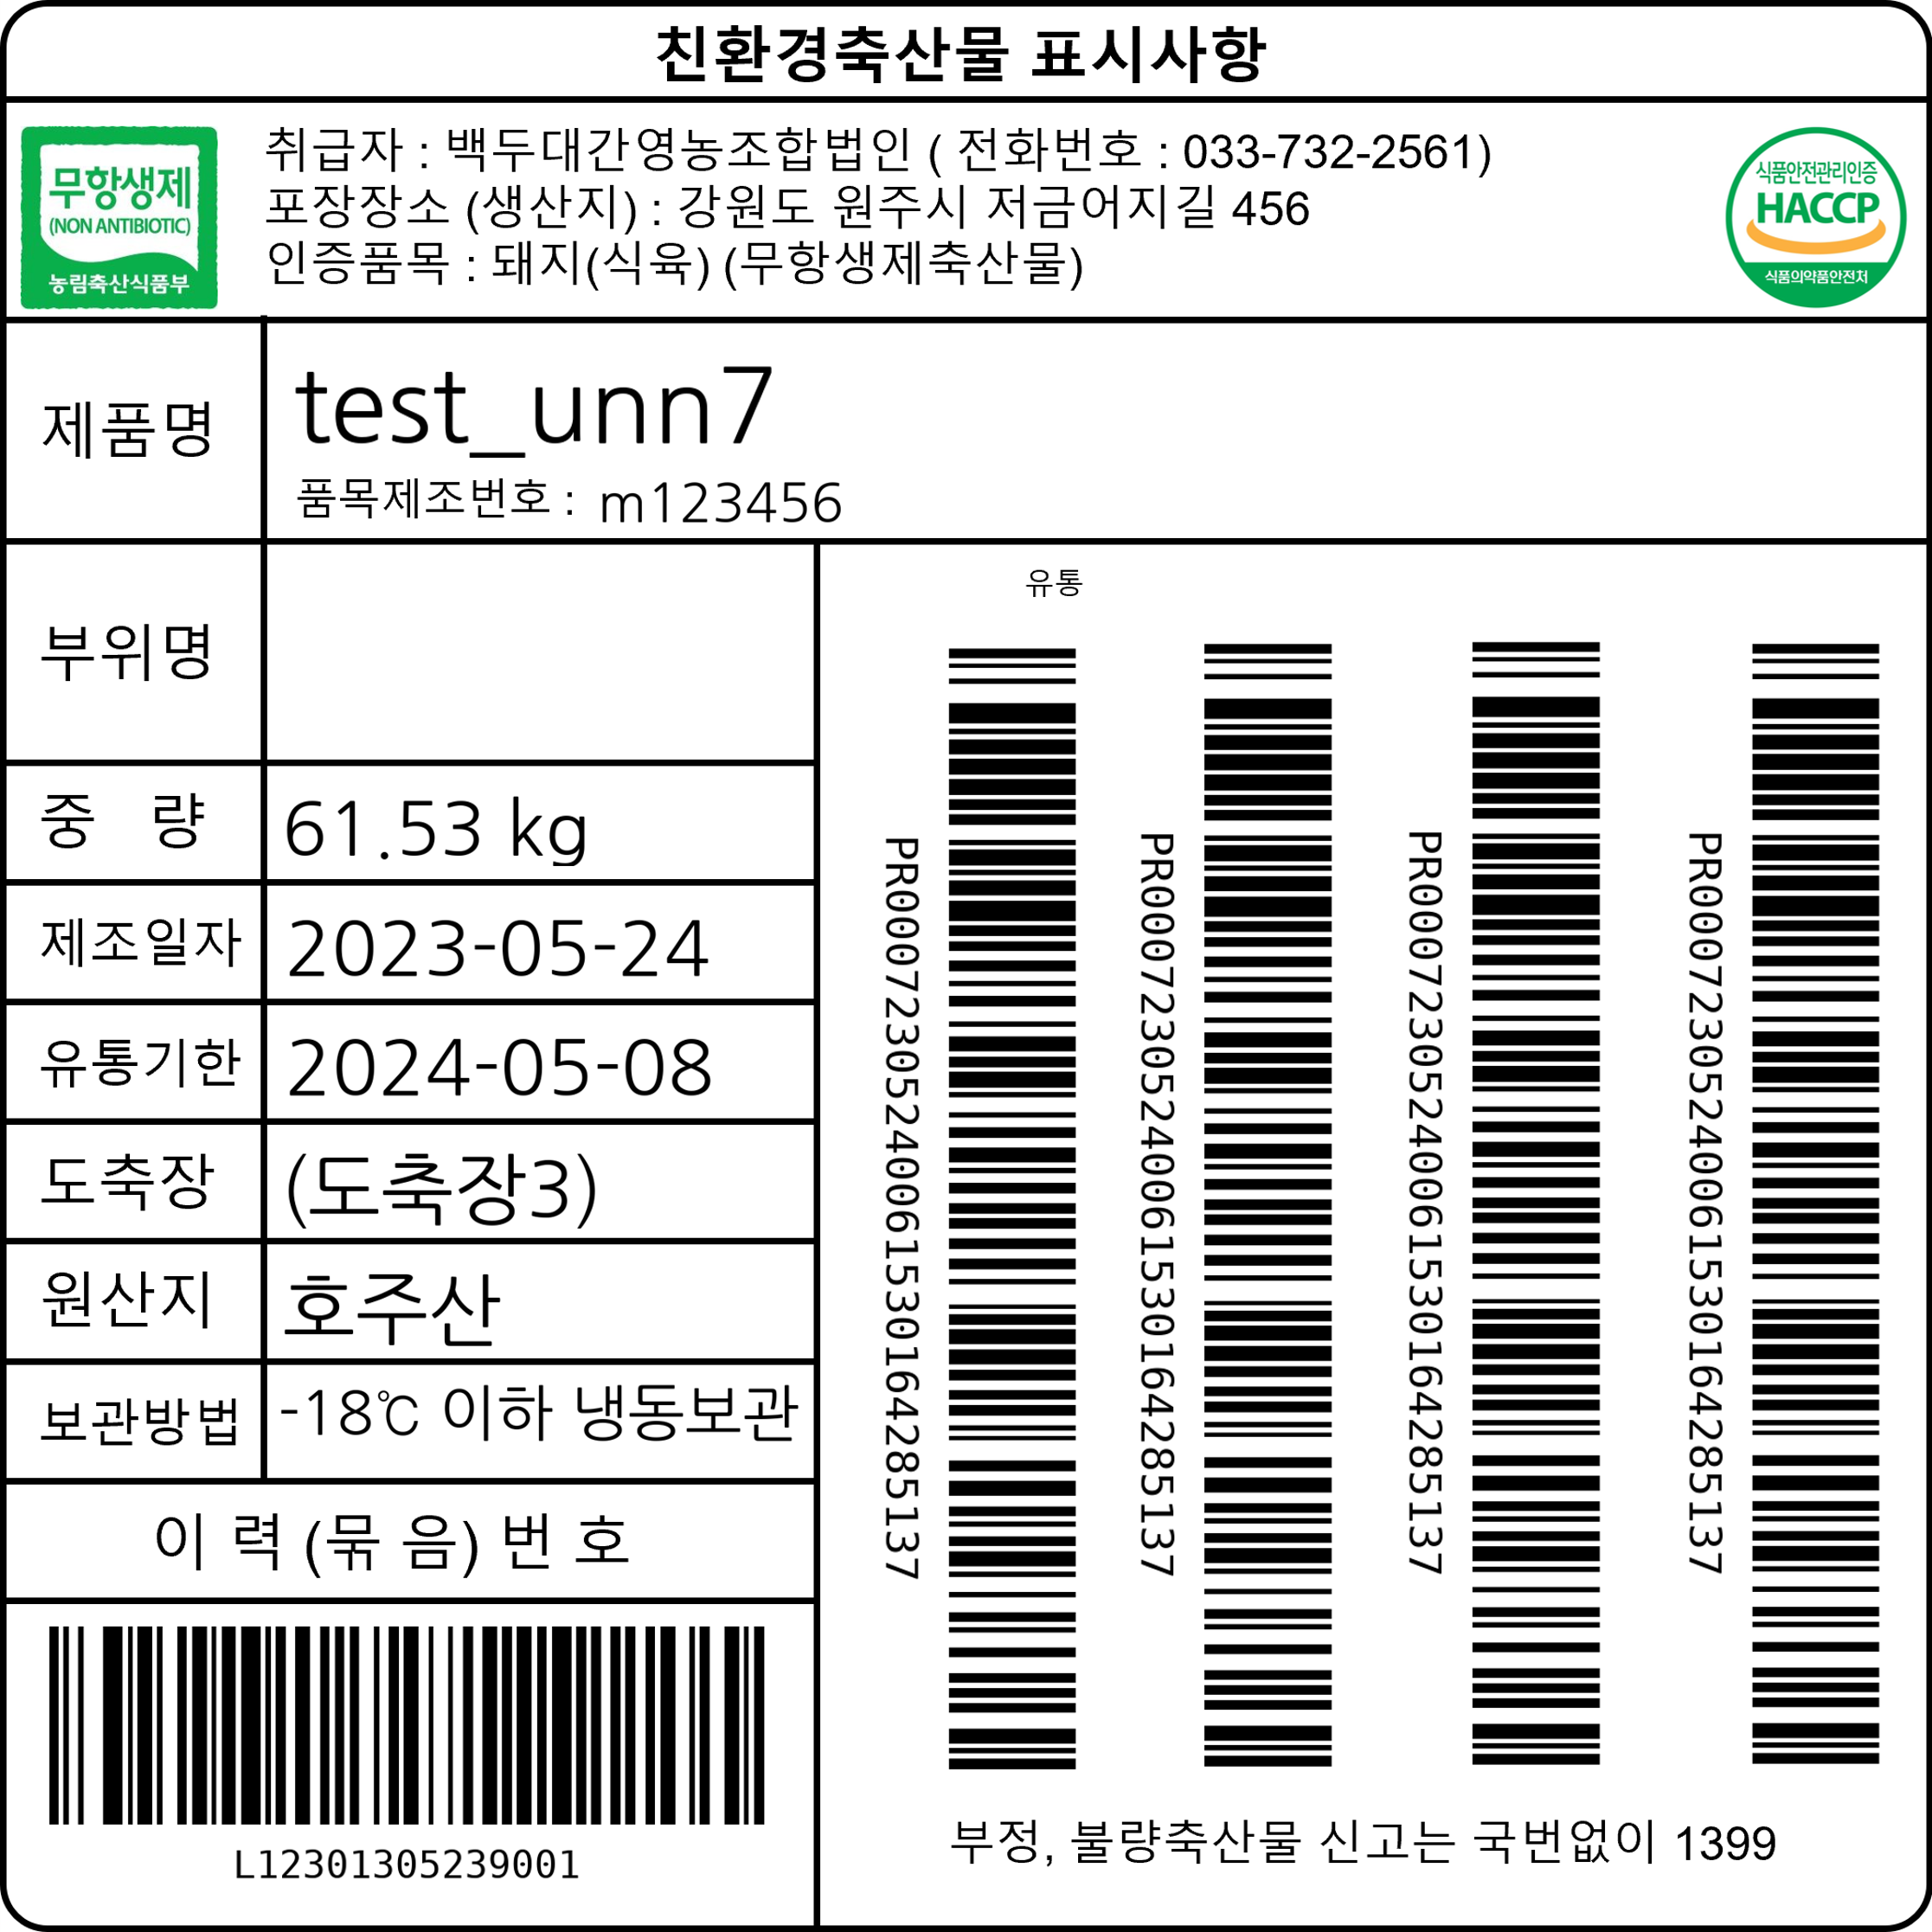 친환경축산물 표시사항
무항생제
(NON ANTIBIOTIC)
농림축산식품부
취급자 : 백두대간영농조합법인 ( 전화번호 : 033-732-2561)
포장장소 (생산지) : 강원도 원주시 저금어지길 456
인증품목 : 돼지(식육) (무항생제축산물)
식품안전관리인증
HACCP
식품의약품안전처
제품명
test_unn7
품목제조번호 : m123456
부위명
중 량
61.53 kg
제조일자
2023-05-24
유통기한
2024-05-08
도축장
(도축장3)
원산지
호주산
보관방법
-18℃ 이하 냉동보관
이 력 (묶 음) 번 호
L12301305239001
유통
PR00072305240061530164285137
PR00072305240061530164285137
PR00072305240061530164285137
PR00072305240061530164285137
부정, 불량축산물 신고는 국번없이 1399